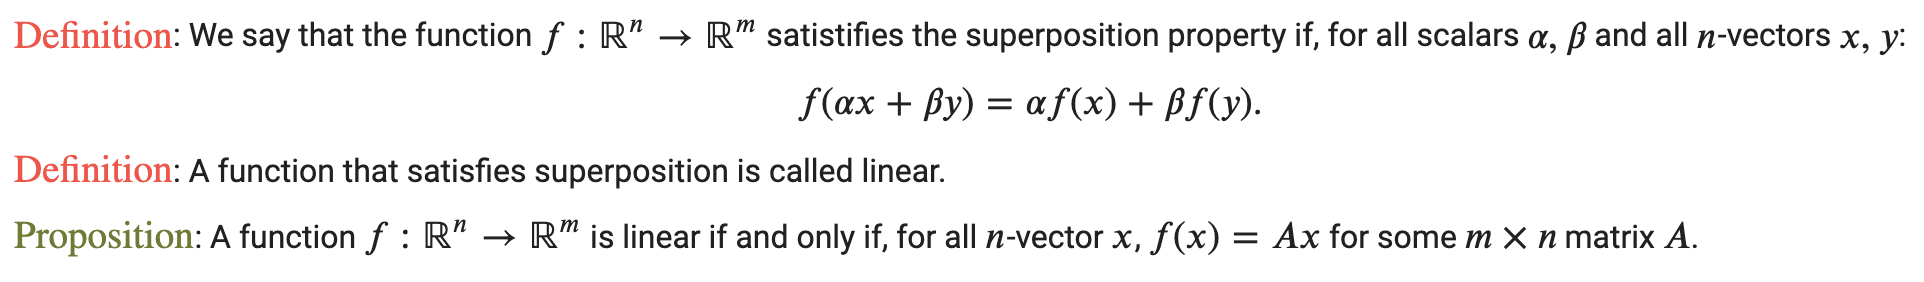 Definition: We say that the function f : ℝⁿ → ℝᵐ satistifies the superposition property if, for all scalars α, β and all n-vectors x, y:
f(αx + βy) = αf(x) + βf(y).
Definition: A function that satisfies superposition is called linear.
Proposition: A function f : ℝⁿ → ℝᵐ is linear if and only if, for all n-vector x, f(x) = Ax for some m × n matrix A.